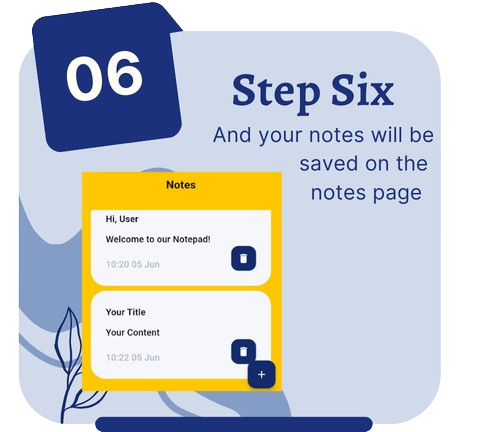 06
Step Six
And your notes will be
saved on the
notes page
Notes
Hi, User
Welcome to our Notepad!
10:20 05 Jun
Your Title
Your Content
10:22 05 Jun
+